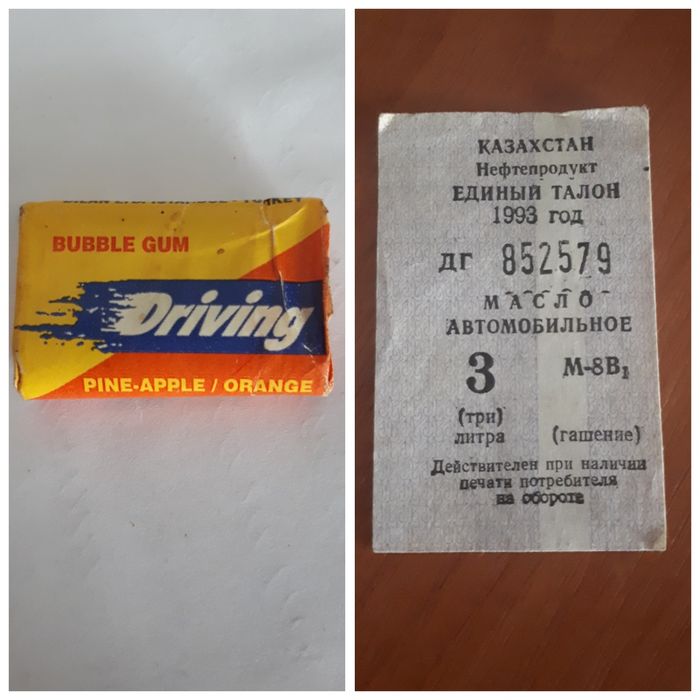 BUBBLE GUM
Driving
PINE-APPLE / ORANGE
КАЗАХСТАН
Нефтепродукт
ЕДИНЫЙ ТАЛОН
1993 год
ДГ 852579
МАСЛО
АВТОМОБИЛЬНОЕ
3 М-8В₁
(три)
литра (гашение)
Действителен при наличии
печати потребителя
на обороте